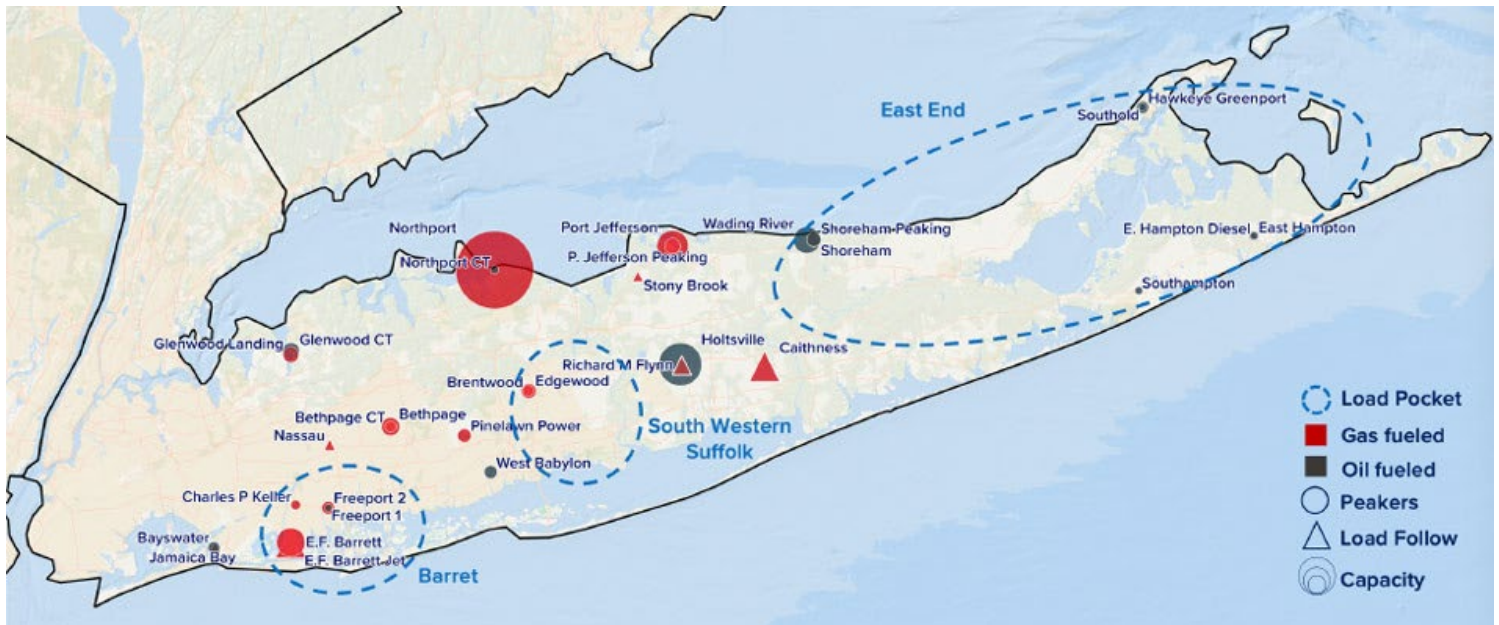 East End
Hawkeye Greenport
Southold
Northport
Port Jefferson
Wading River
Shoreham Peaking
E. Hampton Diesel
East Hampton
Shoreham
P. Jefferson Peaking
Northport CT
Stony Brook
Southampton
Glenwood Landing
Glenwood CT
Holtsville
Caithness
Richard M Flynn
Brentwood
Edgewood
Load Pocket
Bethpage CT
Bethpage
Pinelawn Power
South Western
Suffolk
Nassau
Gas fueled
West Babylon
Oil fueled
Charles P Keller
Freeport 2
Freeport 1
Peakers
Bayswater
E.F. Barrett
Load Follow
Jamaica Bay
E.F. Barrett Jet
Barret
Capacity